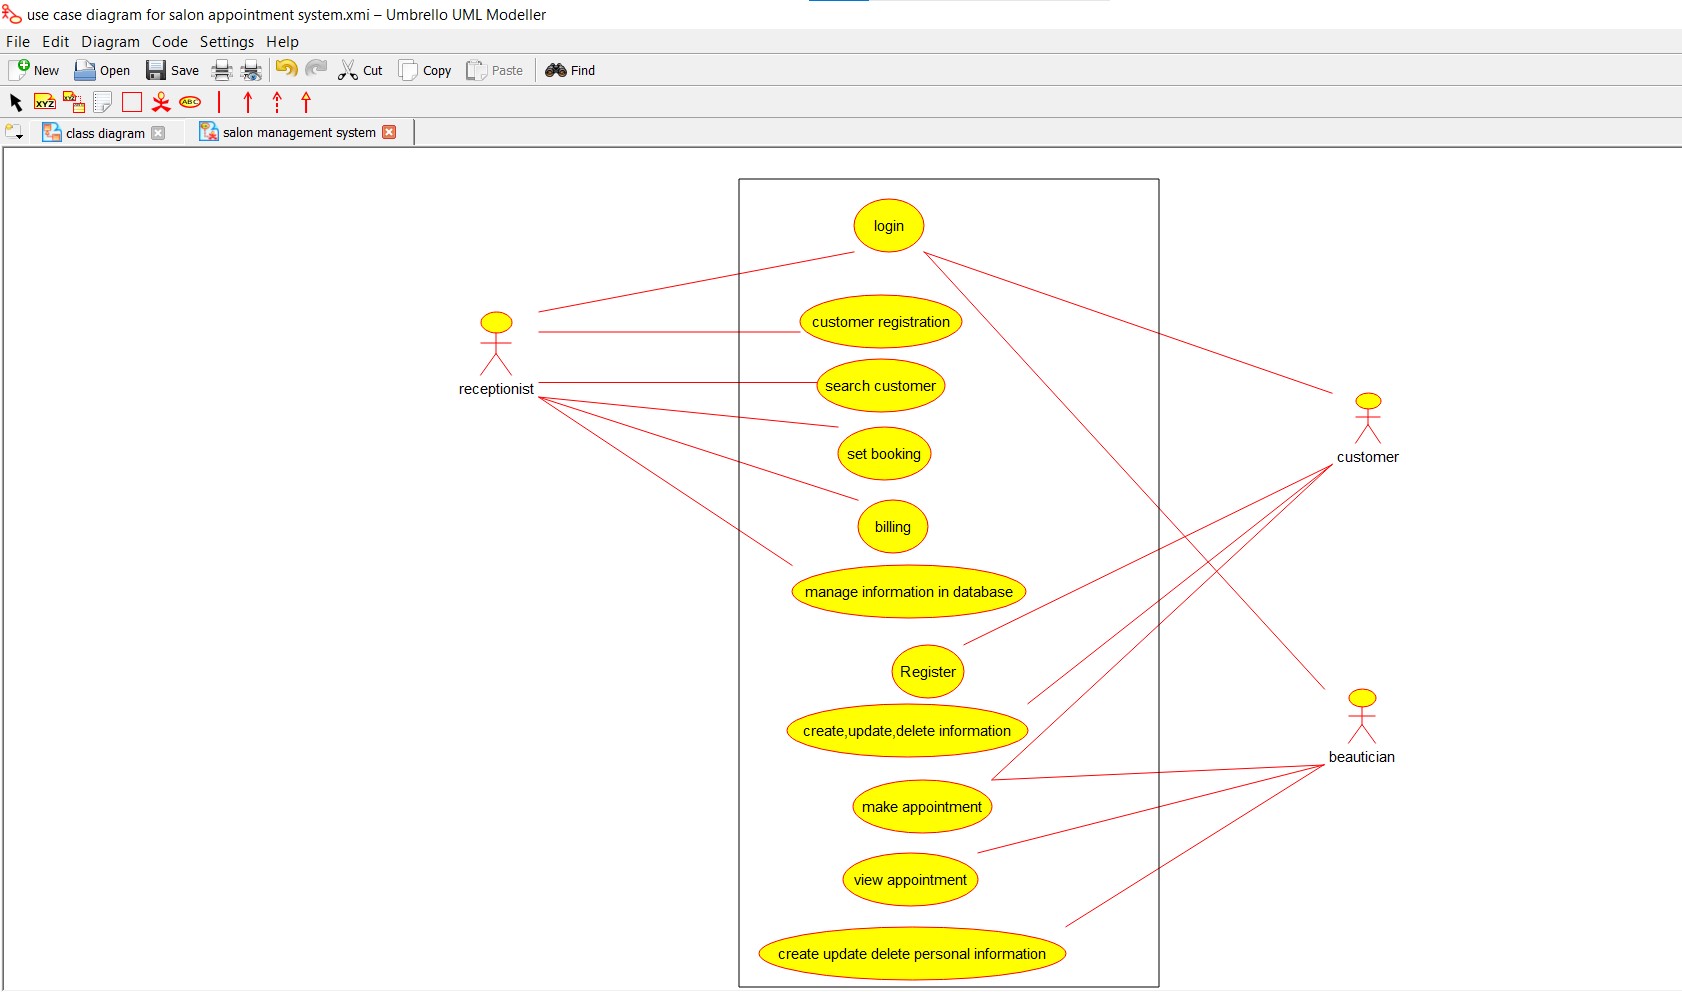 use case diagram for salon appointment system.xmi – Umbrello UML Modeller
File Edit Diagram Code Settings Help
New Open Save Cut Copy Paste Find
XYZ XYZ ABC
class diagram salon management system
login
customer registration
receptionist
search customer
set booking
customer
billing
manage information in database
Register
create,update,delete information
beautician
make appointment
view appointment
create update delete personal information